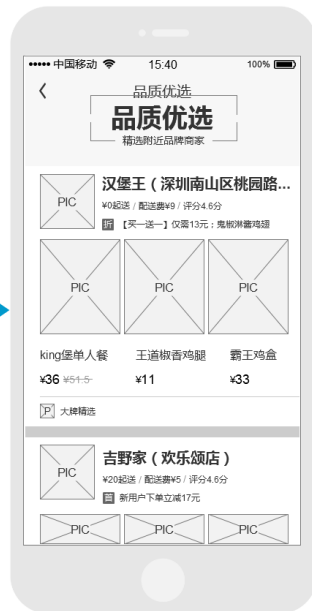 中国移动 15:40 100%
品质优选
品质优选
精选附近品牌商家
PIC 汉堡王（深圳南山区桃园路...
¥0起送 / 配送费¥9 / 评分4.6分
折 【买一送一】仅需13元：鬼椒淋酱鸡翅
PIC PIC PIC
king堡单人餐 王道椒香鸡腿 霸王鸡盒
¥36 ¥51.5 ¥11 ¥33
P 大牌精选
PIC 吉野家（欢乐颂店）
¥20起送 / 配送费¥5 / 评分4.6分
首 新用户下单立减17元
PIC PIC PIC